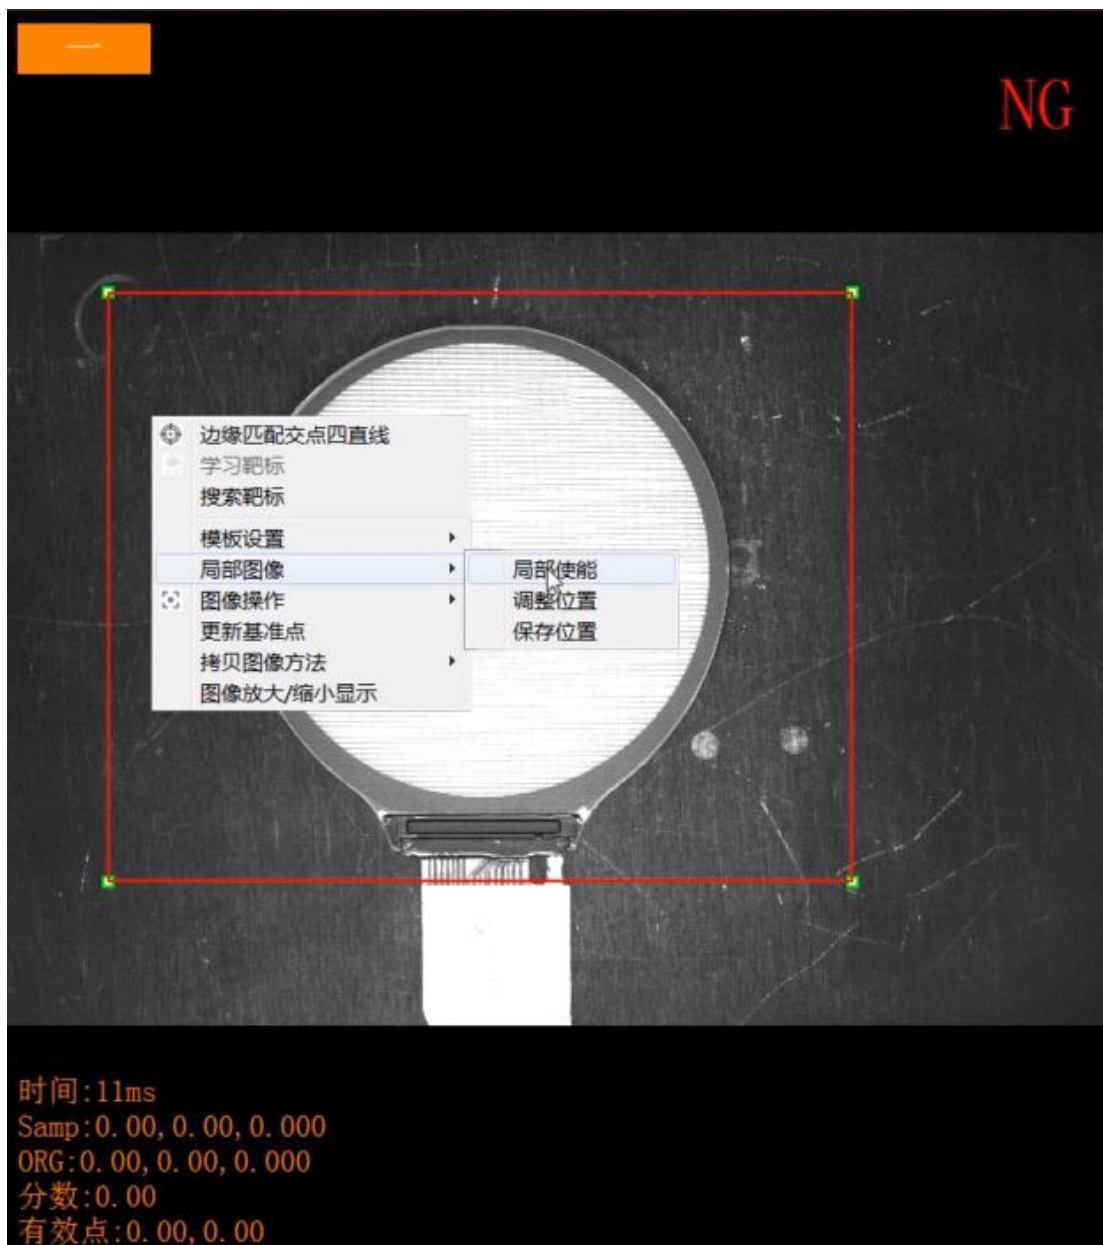 NG
边缘匹配交点四直线
学习靶标
搜索靶标
模板设置
局部图像
图像操作
更新基准点
拷贝图像方法
图像放大/缩小显示
局部使能
调整位置
保存位置
时间:11ms
Samp:0.00,0.00,0.000
ORG:0.00,0.00,0.000
分数:0.00
有效点:0.00,0.00